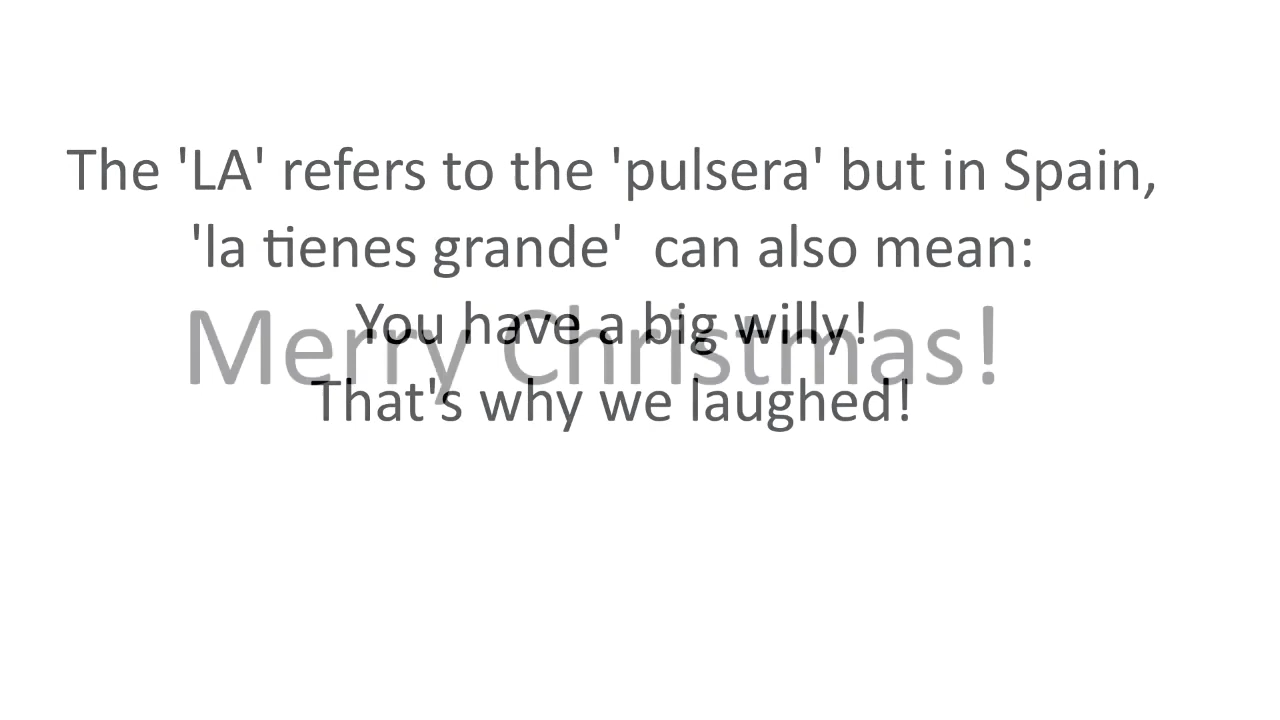 The 'LA' refers to the 'pulsera' but in Spain,
'la tienes grande'  can also mean:
You have a big willy!
Merry Christmas!
That's why we laughed!